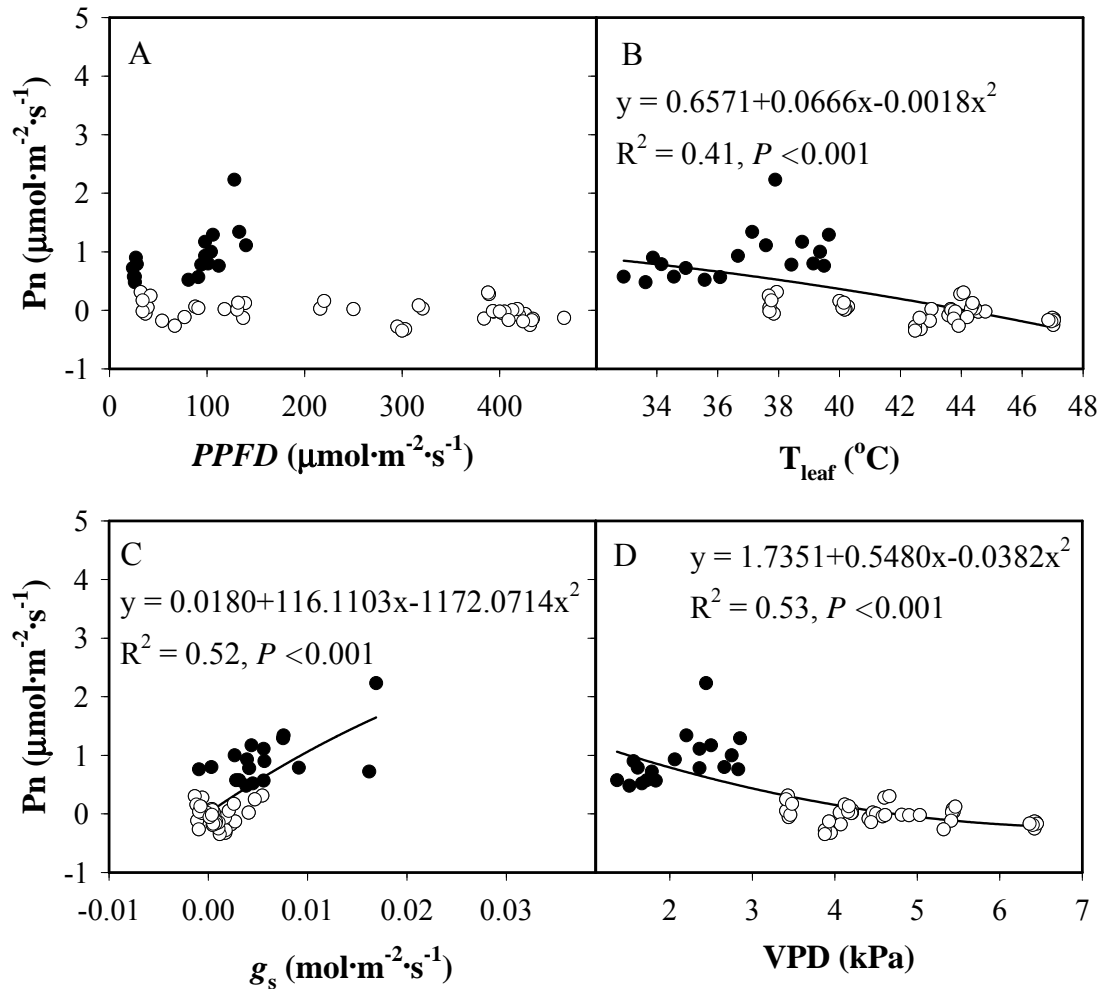 A
B
y = 0.6571+0.0666x-0.0018x²
R² = 0.41, P <0.001
Pn (μmol·m⁻²·s⁻¹)
5
4
3
2
1
0
-1
0 100 200 300 400
34 36 38 40 42 44 46 48
PPFD (μmol·m⁻²·s⁻¹)
T_leaf (°C)
C
D
y = 0.0180+116.1103x-1172.0714x²
R² = 0.52, P <0.001
y = 1.7351+0.5480x-0.0382x²
R² = 0.53, P <0.001
Pn (μmol·m⁻²·s⁻¹)
5
4
3
2
1
0
-1
-0.01 0.00 0.01 0.02 0.03
2 3 4 5 6 7
g_s (mol·m⁻²·s⁻¹)
VPD (kPa)